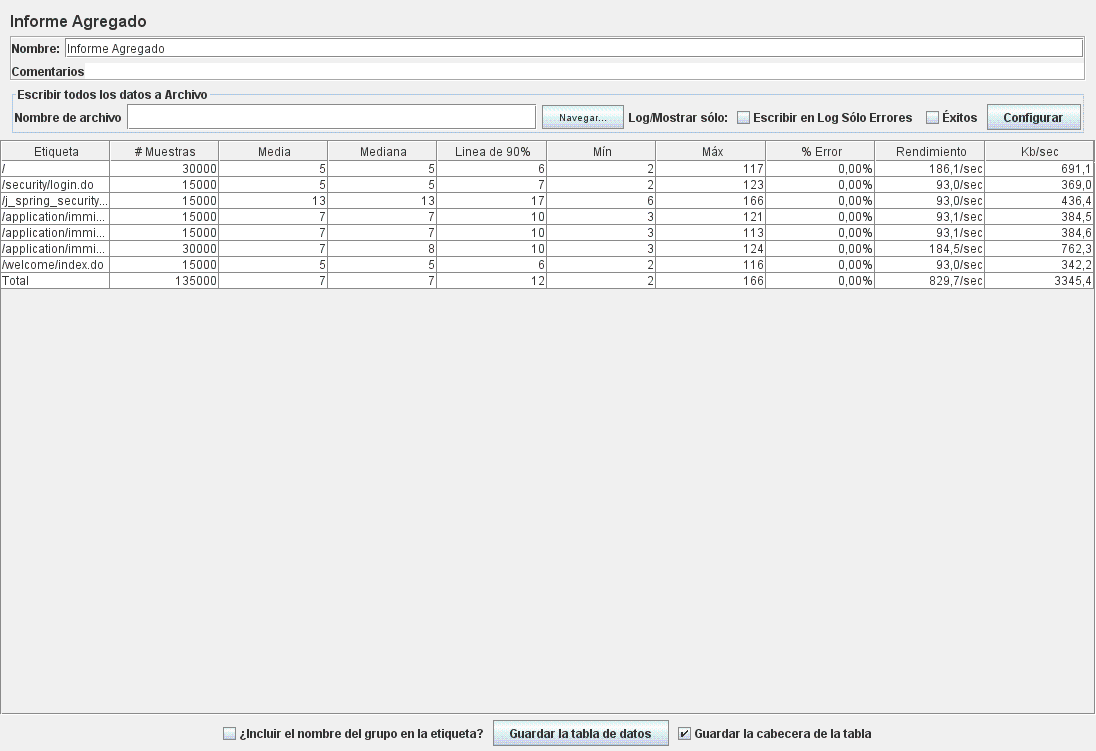 Informe Agregado
Nombre: Informe Agregado
Comentarios
Escribir todos los datos a Archivo
Nombre de archivo Navegar... Log/Mostrar sólo: Escribir en Log Sólo Errores Éxitos Configurar
Etiqueta # Muestras Media Mediana Linea de 90% Mín Máx % Error Rendimiento Kb/sec
/ 30000 5 5 6 2 117 0,00% 186,1/sec 691,1
/security/login.do 15000 5 5 7 2 123 0,00% 93,0/sec 369,0
/j_spring_security... 15000 13 13 17 6 166 0,00% 93,0/sec 436,4
/application/immi... 15000 7 7 10 3 121 0,00% 93,1/sec 384,5
/application/immi... 15000 7 7 10 3 113 0,00% 93,1/sec 384,6
/application/immi... 30000 7 8 10 3 124 0,00% 184,5/sec 762,3
/welcome/index.do 15000 5 5 6 2 116 0,00% 93,0/sec 342,2
Total 135000 7 7 12 2 166 0,00% 829,7/sec 3345,4
¿Incluir el nombre del grupo en la etiqueta? Guardar la tabla de datos Guardar la cabecera de la tabla